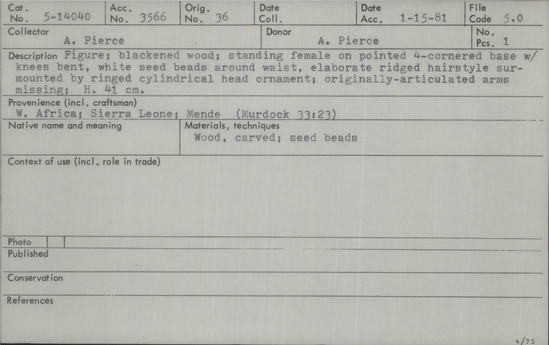 Cat. No. 5-14040 Acc. No. 3566 Orig. No. 36 Date Coll. Date Acc. 1-15-81 File Code 5.0
Collector A. Pierce Donor A. Pierce No. Pcs. 1
Description Figure; blackened wood; standing female on pointed 4-cornered base w/
knees bent, white seed beads around waist, elaborate ridged hairstyle sur-
mounted by ringed cylindrical head ornament; originally-articulated arms
missing; H. 41 cm.
Provenience (incl. craftsman)
W. Africa; Sierra Leone; Mende (Murdock 33:23)
Native name and meaning Materials, techniques
Wood, carved; seed beads
Context of use (incl. role in trade)
Photo
Published
Conservation
References
4/75